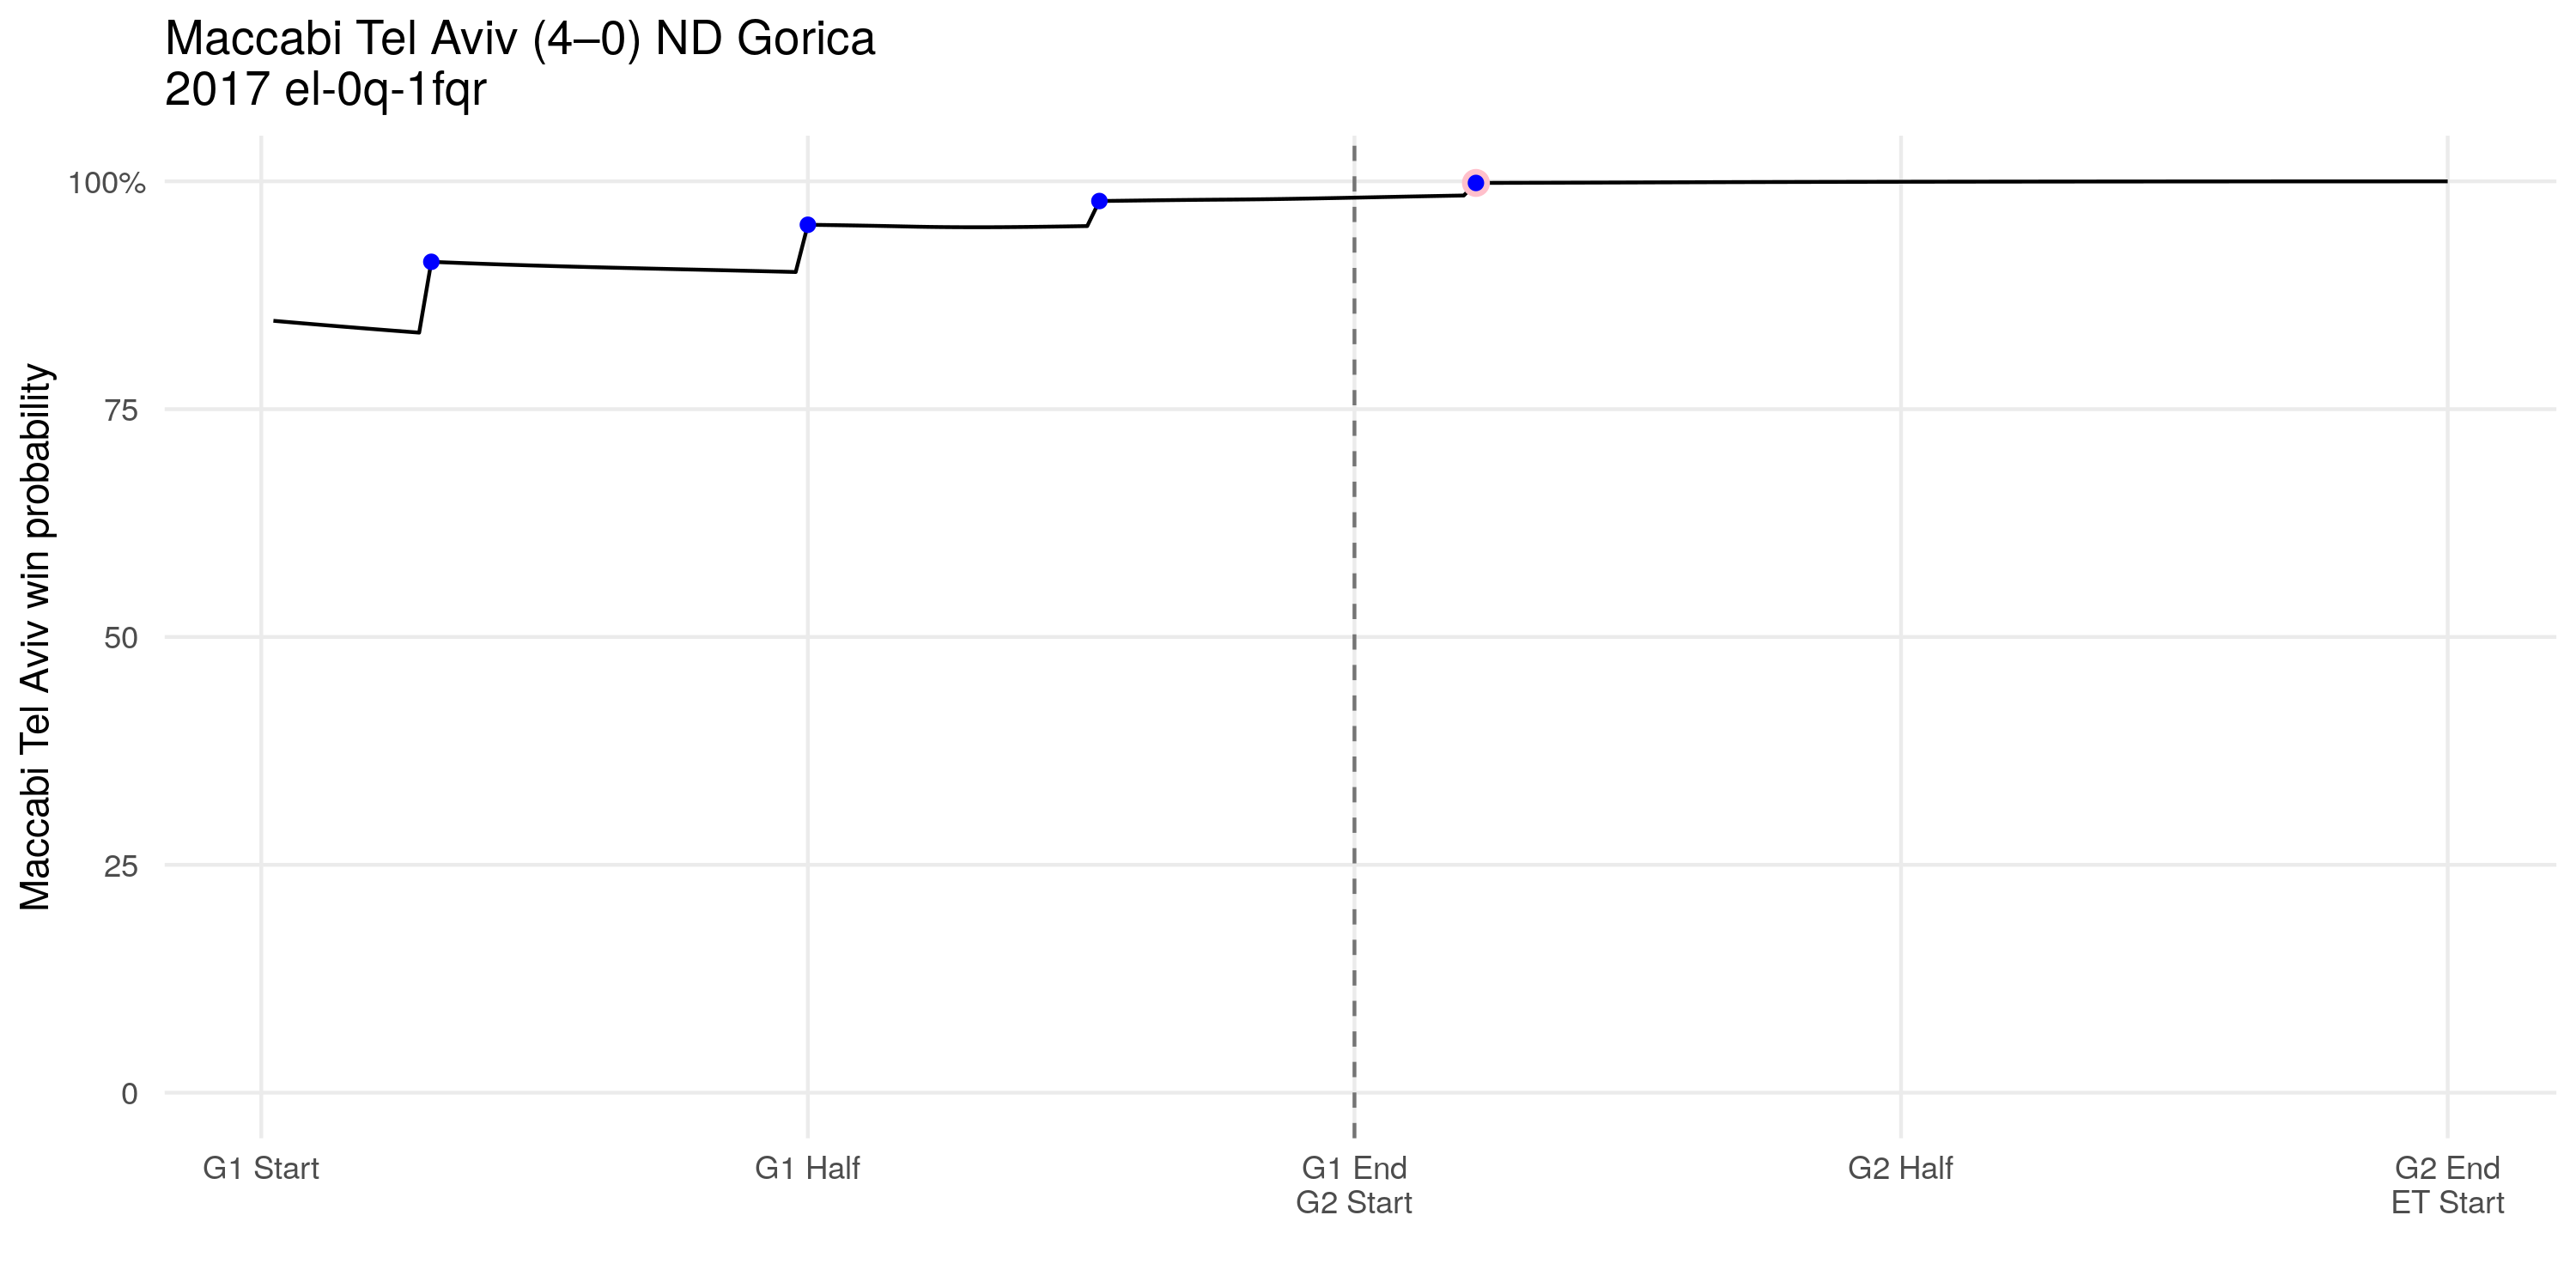 Maccabi Tel Aviv (4–0) ND Gorica
2017 el-0q-1fqr
Maccabi Tel Aviv win probability
100%
75
50
25
0
G1 Start
G1 Half
G1 End
G2 Start
G2 Half
G2 End
ET Start